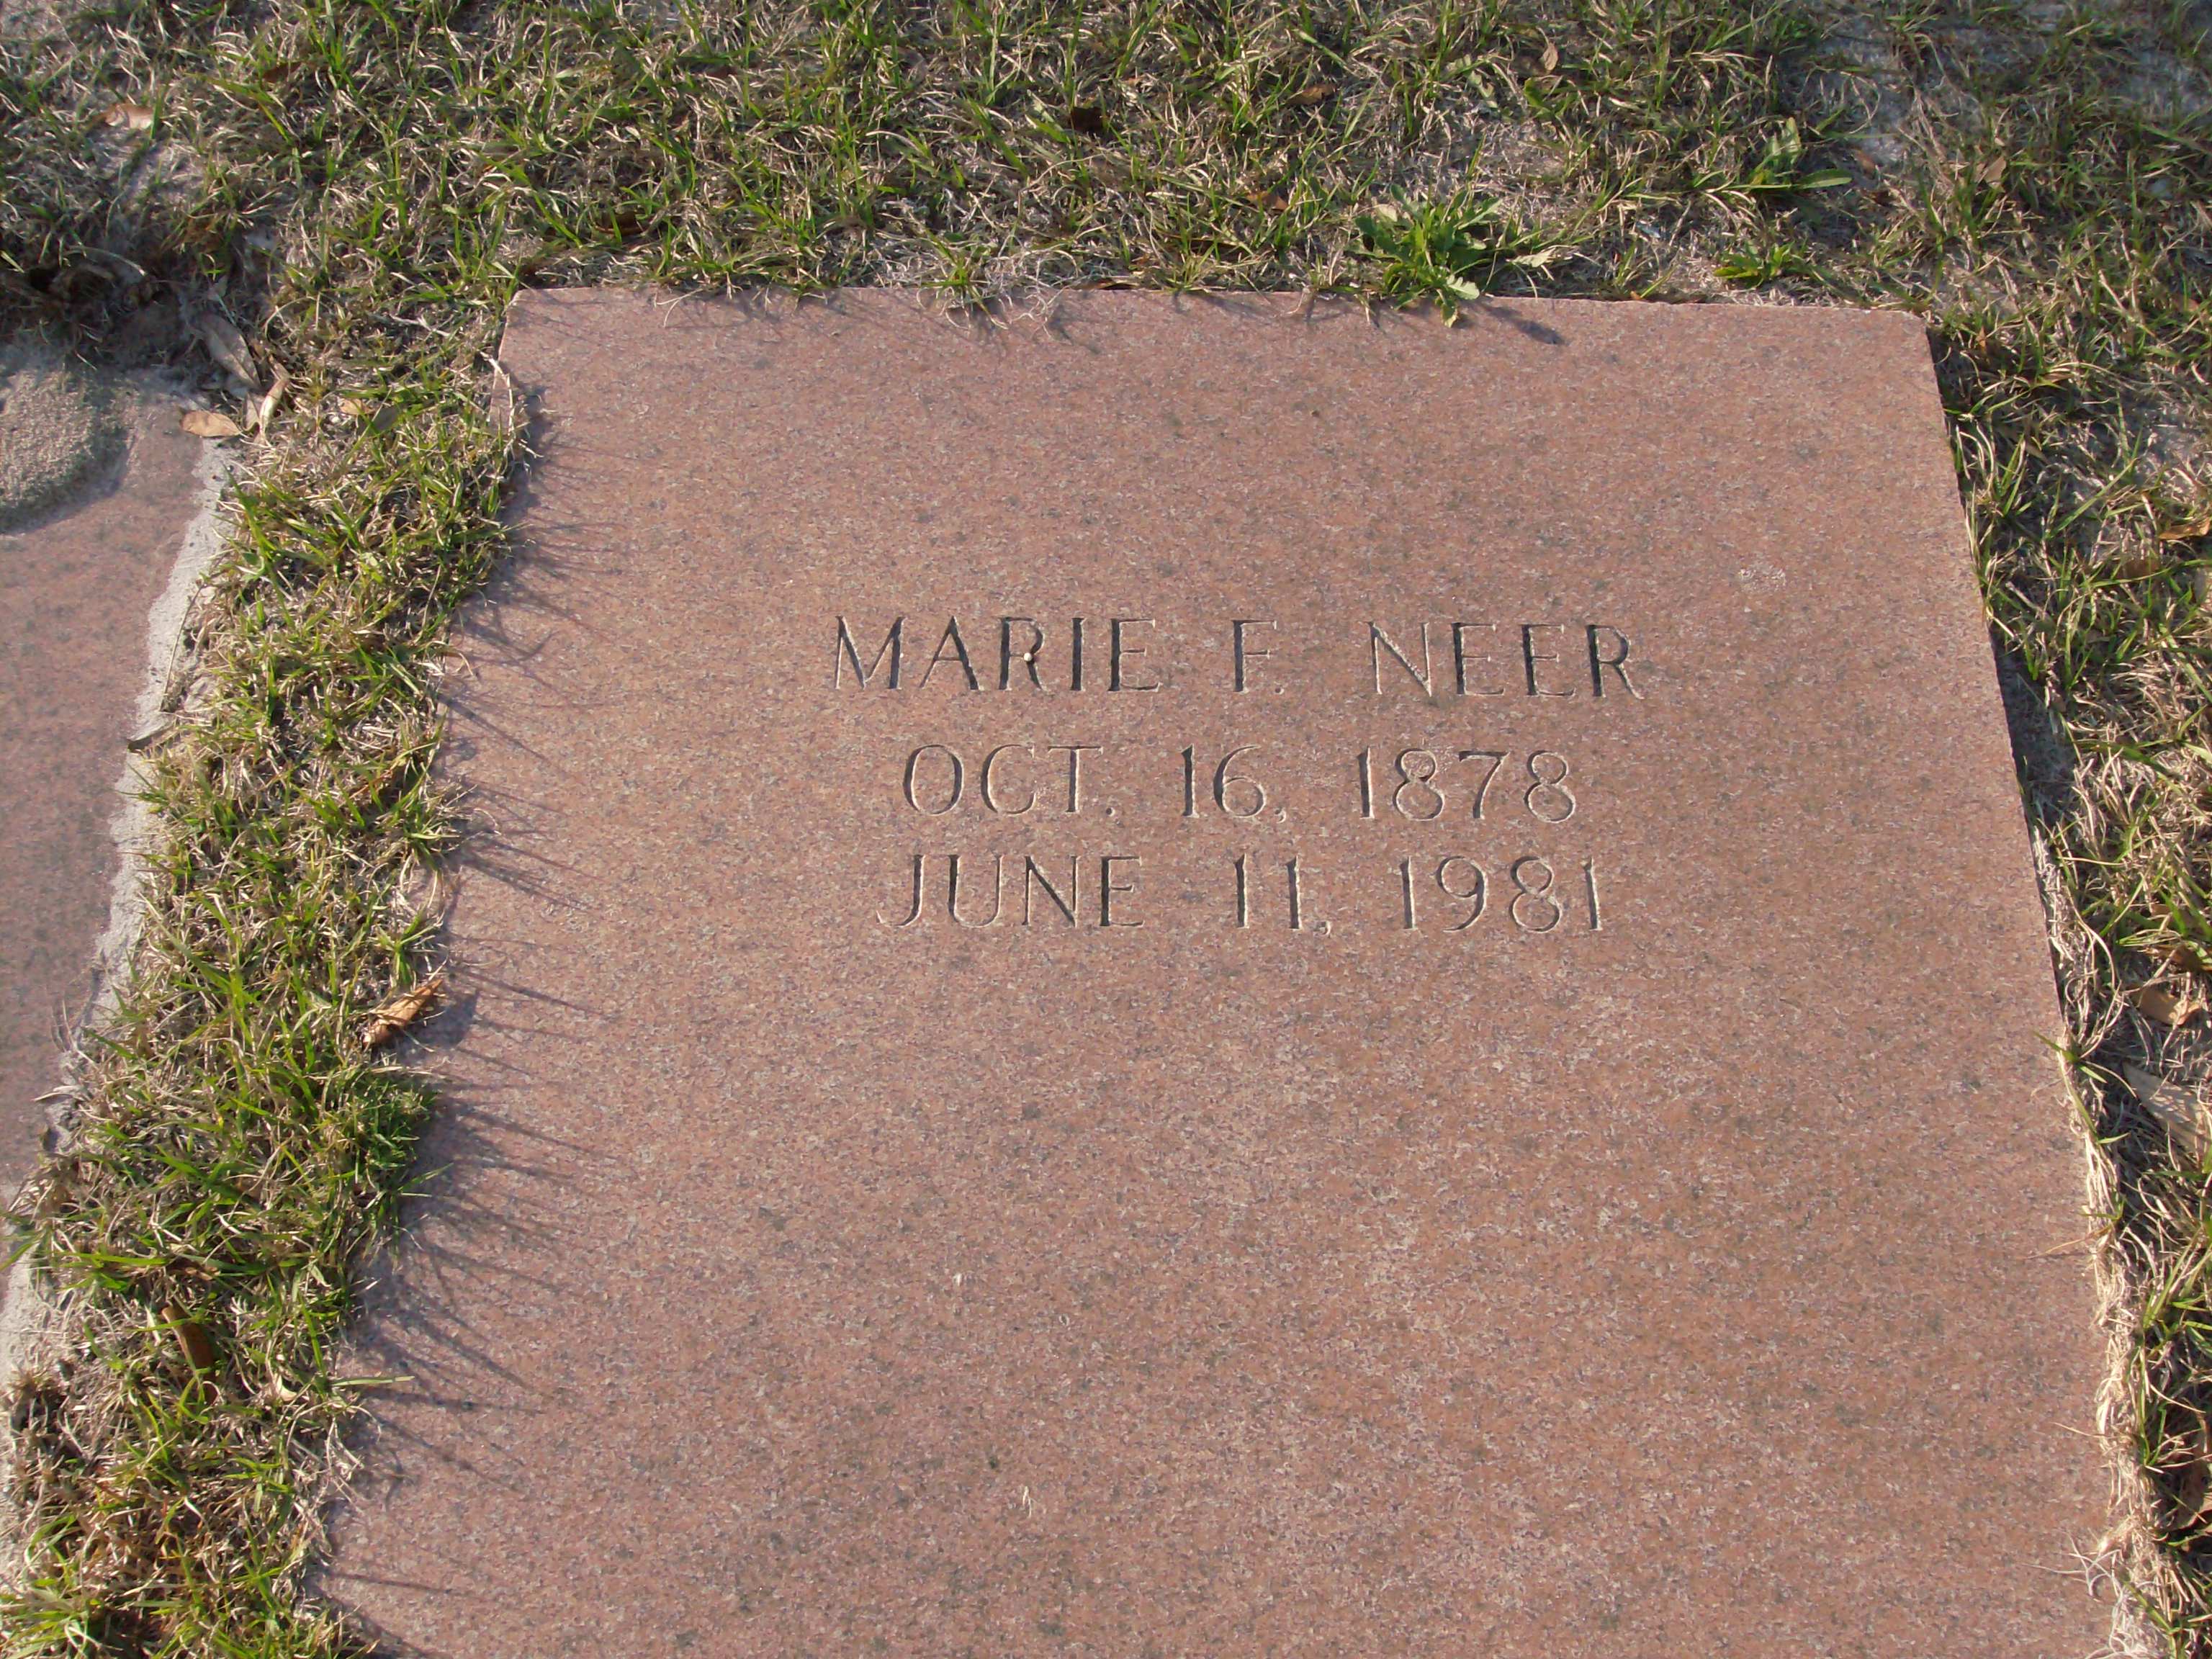 MARIE F. NEER
OCT. 16, 1878
JUNE 11, 1981